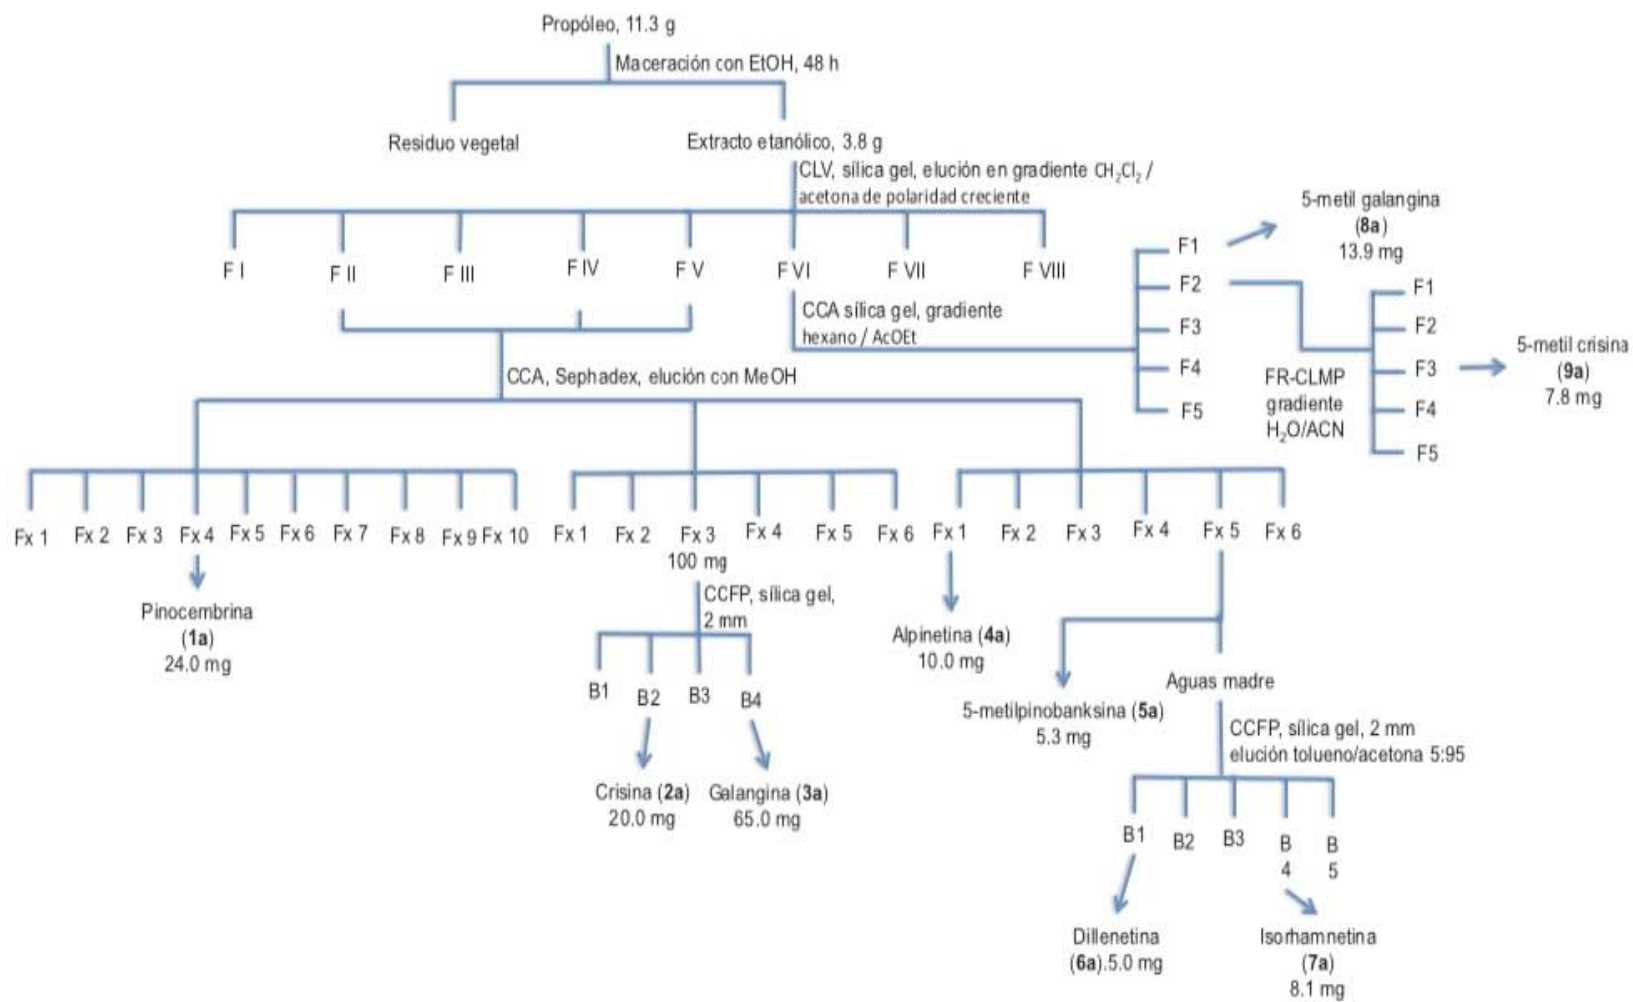 Propóleo, 11.3 g
Maceración con EtOH, 48 h
Residuo vegetal
Extracto etanólico, 3.8 g
CLV, sílica gel, elución en gradiente CH₂Cl₂ /
acetona de polaridad creciente
F I
F II
F III
F IV
F V
F VI
F VII
F VIII
CCA sílica gel, gradiente
hexano / AcOEt
F1
F2
F3
F4
F5
5-metil galangina
(8a)
13.9 mg
FR-CLMP
gradiente
H₂O/ACN
F1
F2
F3
F4
F5
5-metil crisina
(9a)
7.8 mg
CCA, Sephadex, elución con MeOH
Fx 1
Fx 2
Fx 3
Fx 4
Fx 5
Fx 6
Fx 7
Fx 8
Fx 9
Fx 10
Pinocembrina
(1a)
24.0 mg
Fx 1
Fx 2
Fx 3
100 mg
Fx 4
Fx 5
Fx 6
CCFP, sílica gel,
2 mm
B1
B2
B3
B4
Crisina (2a)
20.0 mg
Galangina (3a)
65.0 mg
Fx 1
Fx 2
Fx 3
Fx 4
Fx 5
Fx 6
Alpinetina (4a)
10.0 mg
5-metilpinobanksina (5a)
5.3 mg
Aguas madre
CCFP, sílica gel, 2 mm
elución tolueno/acetona 5:95
B1
B2
B3
B
4
B
5
Dillenetina
(6a).5.0 mg
Isorhamnetina
(7a)
8.1 mg